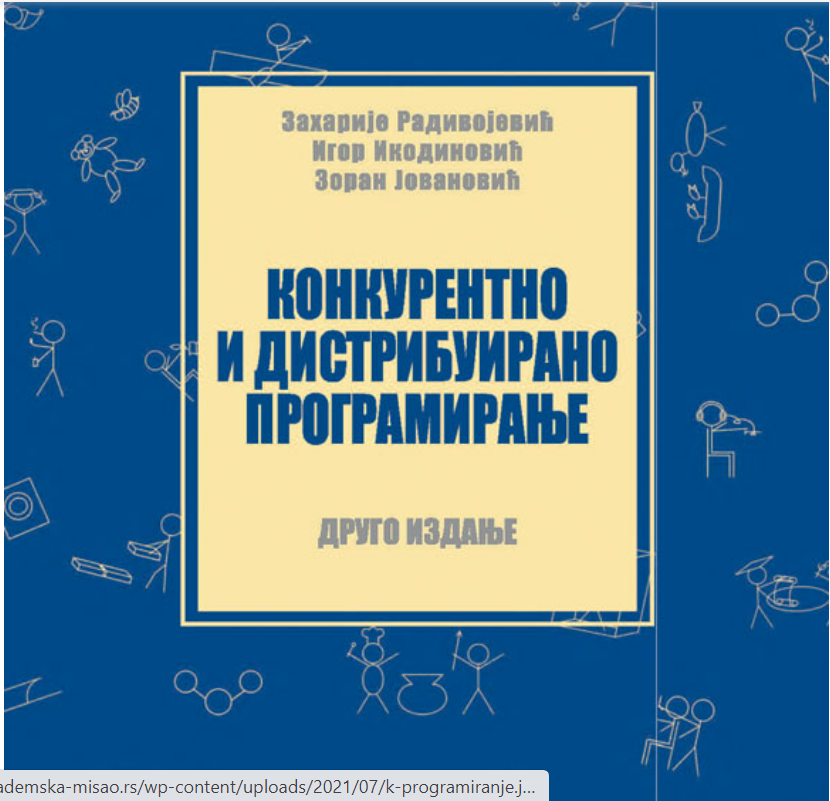 Захарије Радивојевић
Игор Икодиновић
Зоран Јовановић
КОНКУРЕНТНО
И ДИСТРИБУИРАНО
ПРОГРАМИРАЊЕ
ДРУГО ИЗДАЊЕ
ademska-misao.rs/wp-content/uploads/2021/07/k-programiranje.j...